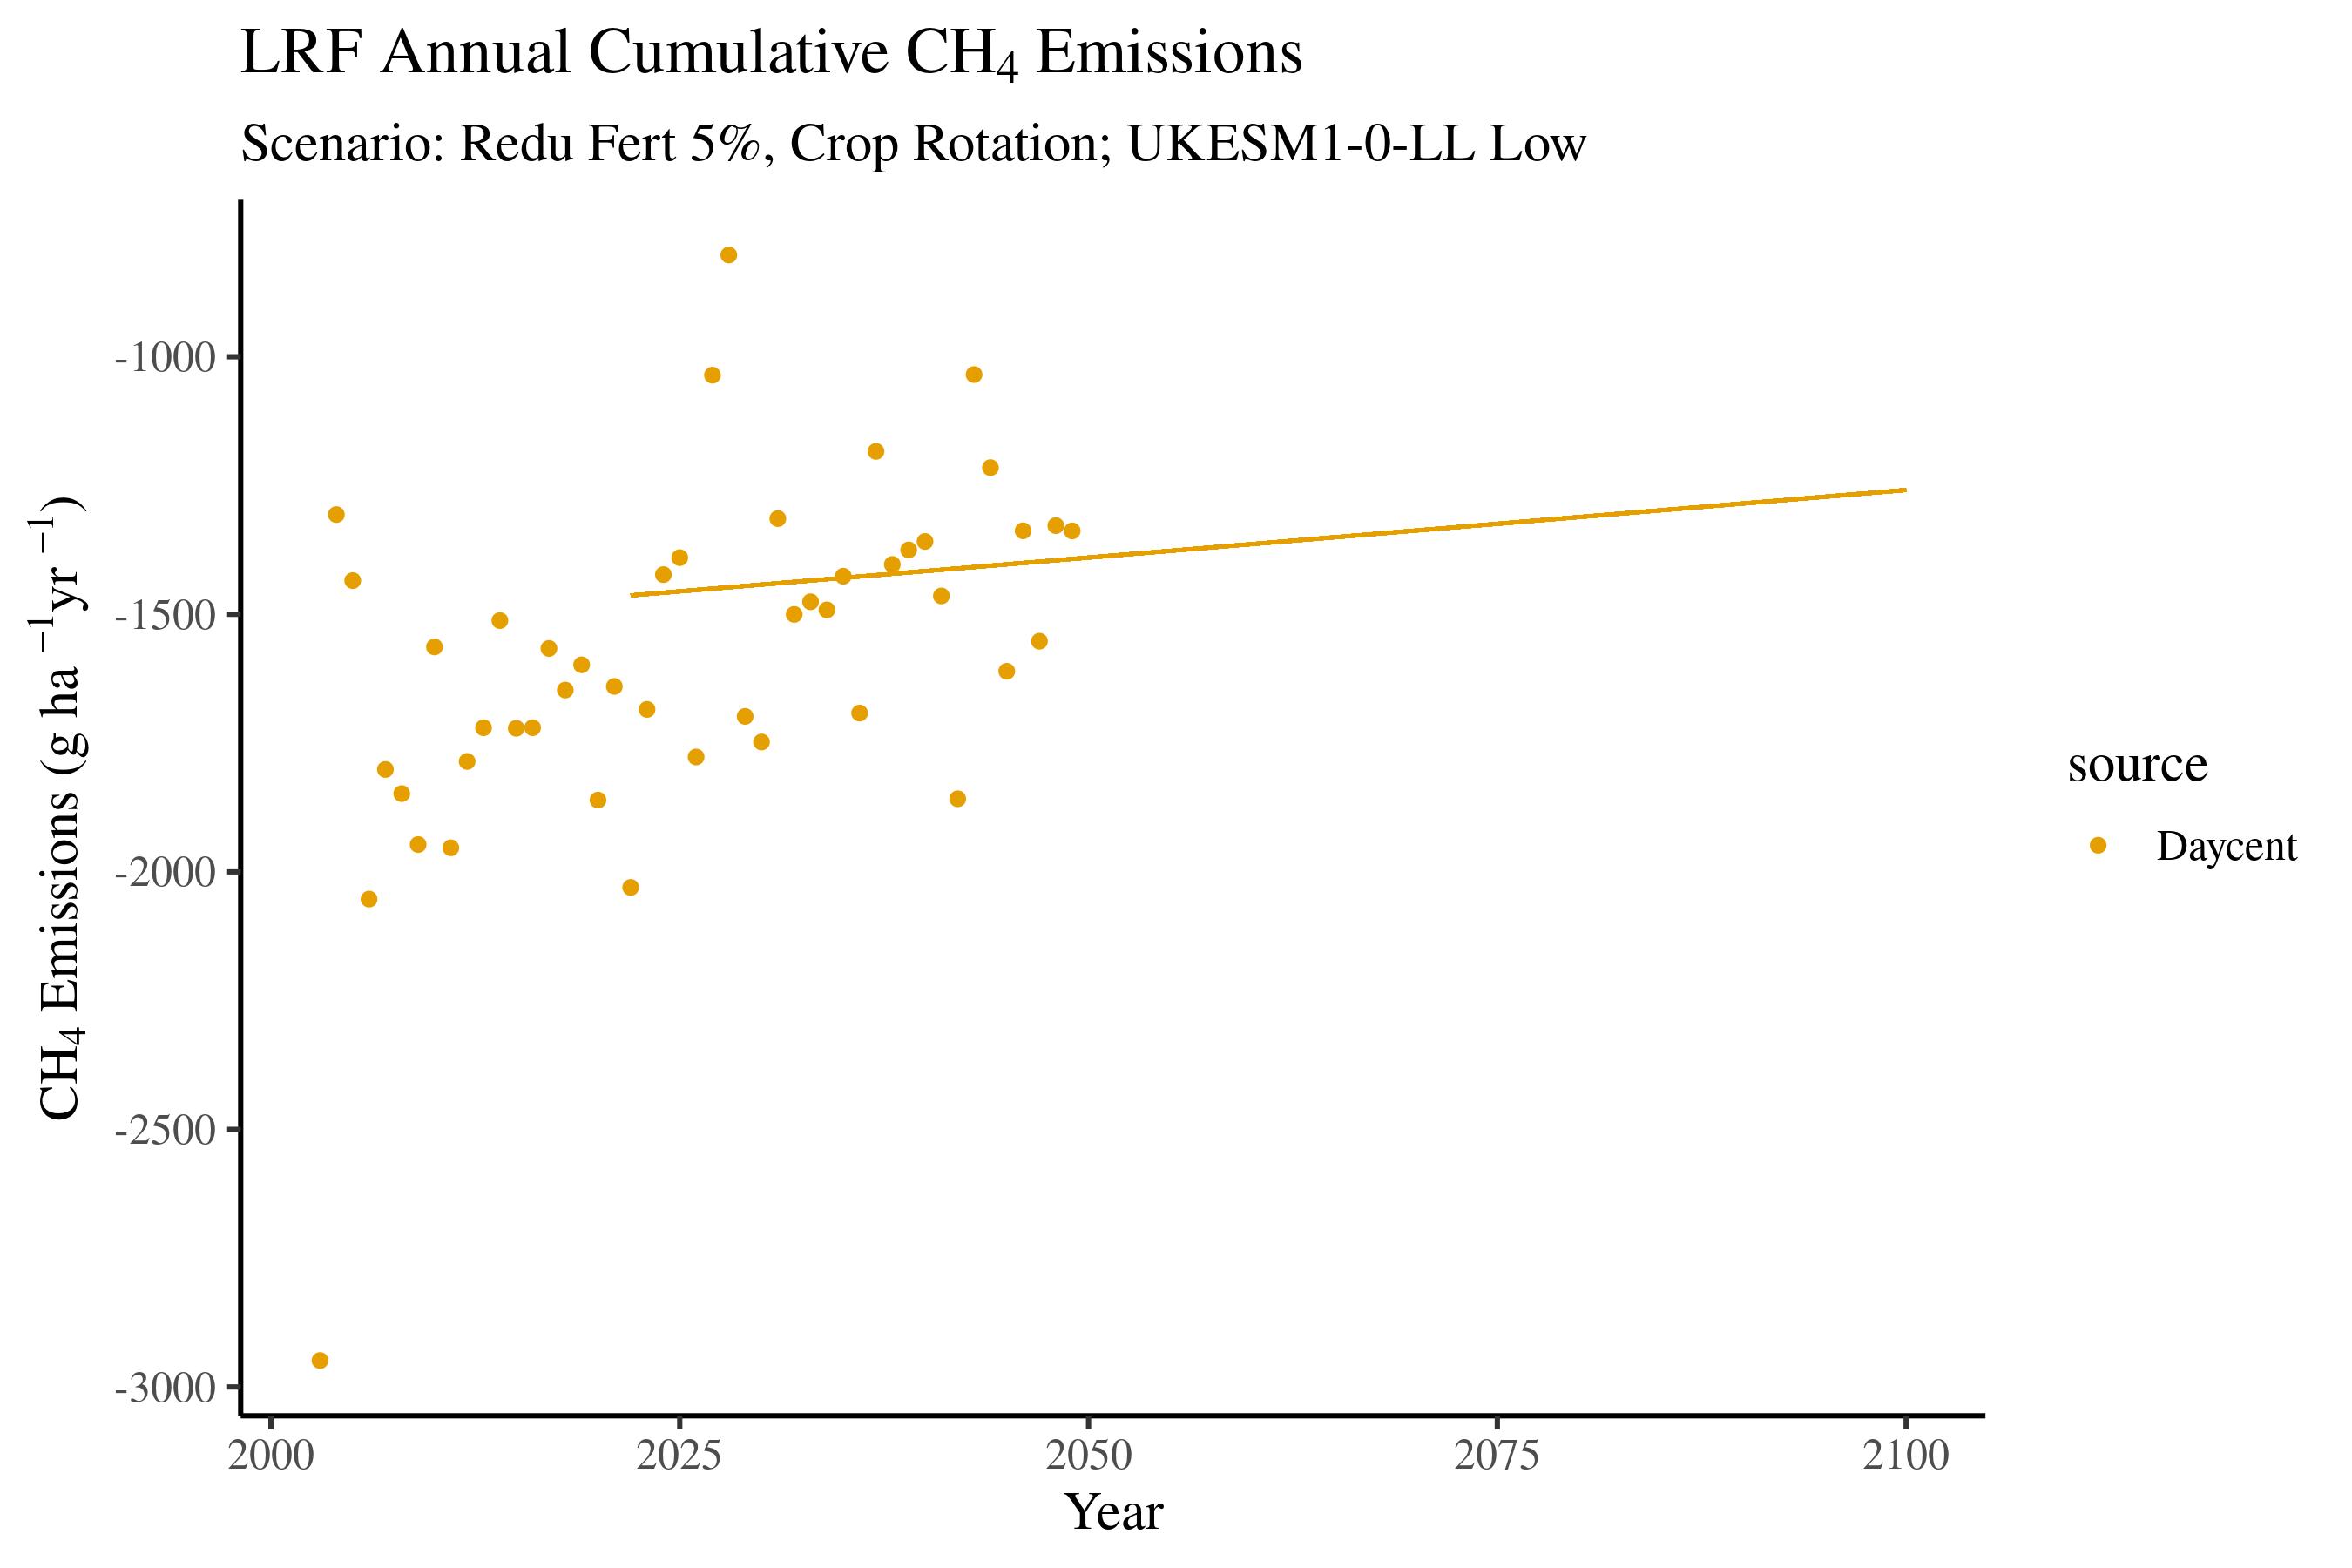 LRF Annual Cumulative CH₄ Emissions
Scenario: Redu Fert 5%, Crop Rotation; UKESM1-0-LL Low
CH₄ Emissions (g ha ⁻¹yr ⁻¹)
-1000
-1500
-2000
-2500
-3000
2000 2025 2050 2075 2100
Year
source
Daycent